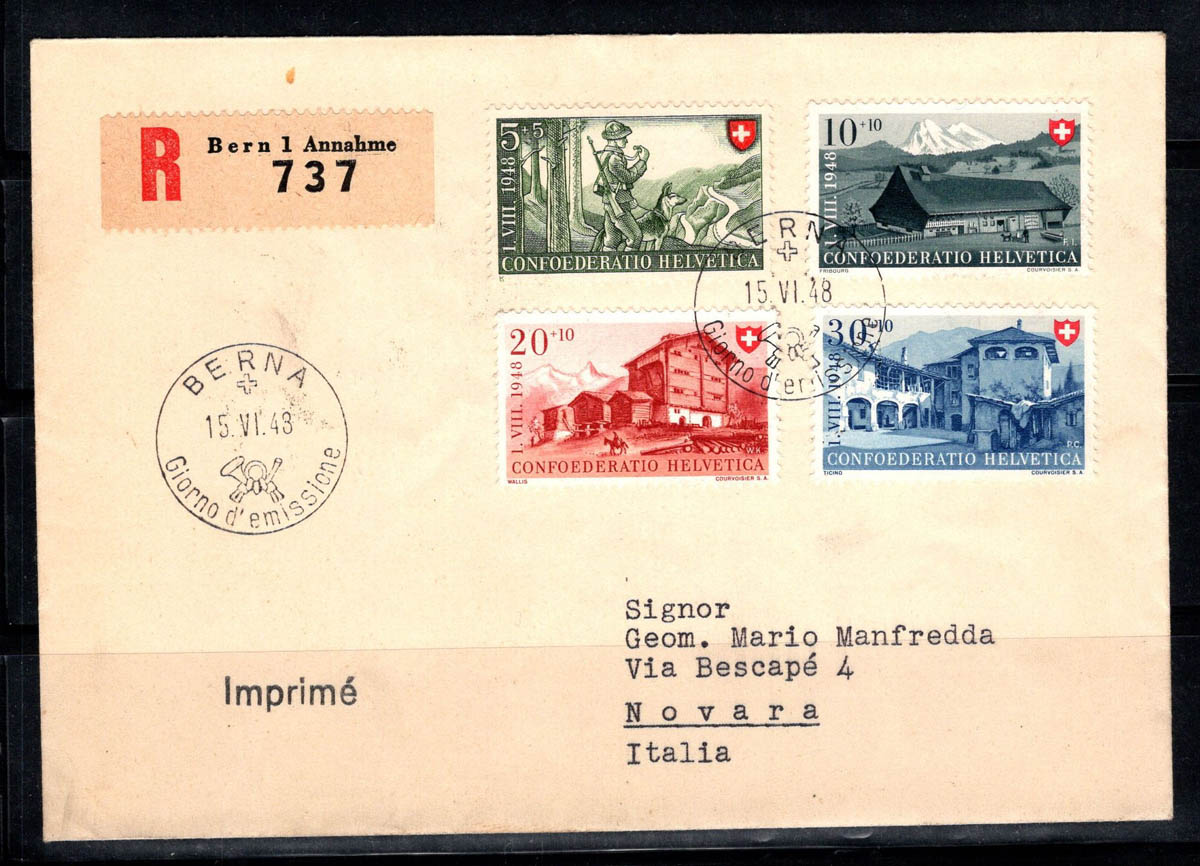 R
Bern 1 Annahme
737
5+5
1. VIII. 1948
CONFOEDERATIO HELVETICA
10+10
1. VIII. 1948
F. I.
CONFOEDERATIO HELVETICA
FRIBOURG
COURVOISIER S. A.
20+10
1. VIII. 1948
W.K.
CONFOEDERATIO HELVETICA
WALLIS
COURVOISIER S. A.
30+10
1. VIII. 1948
P.C.
CONFOEDERATIO HELVETICA
TICINO
COURVOISIER S. A.
BERNA
15.VI.48
Giorno d'emissione
BERNA
15.VI.48
Giorno d'emissione
Signor
Geom. Mario Manfredda
Via Bescapé 4
Novara
Italia
Imprimé